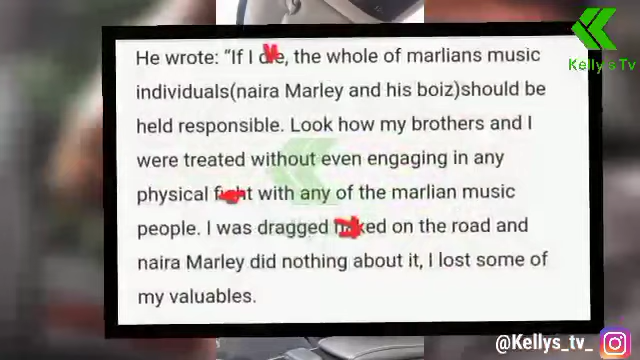 Kelly's Tv
He wrote: “If I die, the whole of marlians music
individuals(naira Marley and his boiz)should be
held responsible. Look how my brothers and I
were treated without even engaging in any
physical fight with any of the marlian music
people. I was dragged naked on the road and
naira Marley did nothing about it, I lost some of
my valuables.
@Kellys_tv_